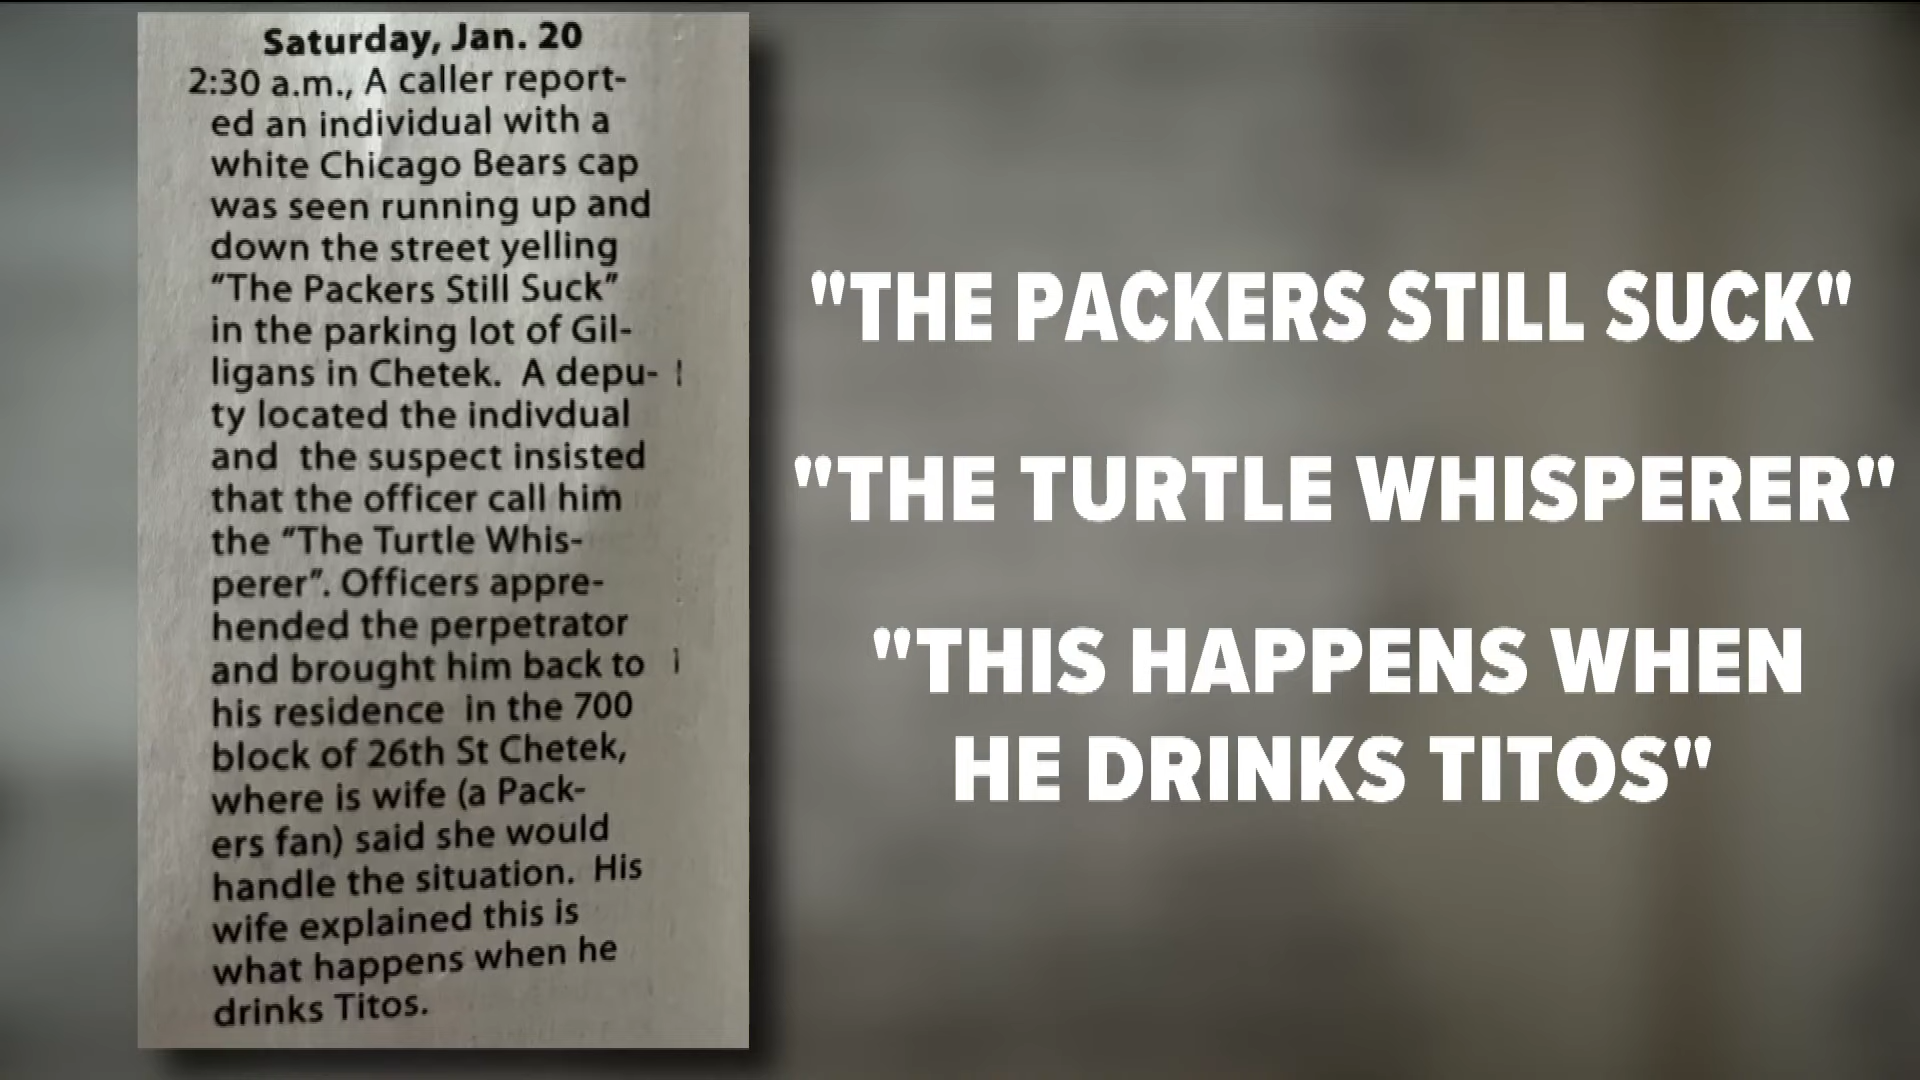 Saturday, Jan. 20
2:30 a.m., A caller report-
ed an individual with a
white Chicago Bears cap
was seen running up and
down the street yelling
“The Packers Still Suck”
in the parking lot of Gil-
ligans in Chetek.  A depu-
ty located the indivdual
and  the suspect insisted
that the officer call him
the “The Turtle Whis-
perer”. Officers appre-
hended the perpetrator
and brought him back to
his residence  in the 700
block of 26th St Chetek,
where is wife (a Pack-
ers fan) said she would
handle the situation.  His
wife explained this is
what happens when he
drinks Titos.
"THE PACKERS STILL SUCK"
"THE TURTLE WHISPERER"
"THIS HAPPENS WHEN
HE DRINKS TITOS"